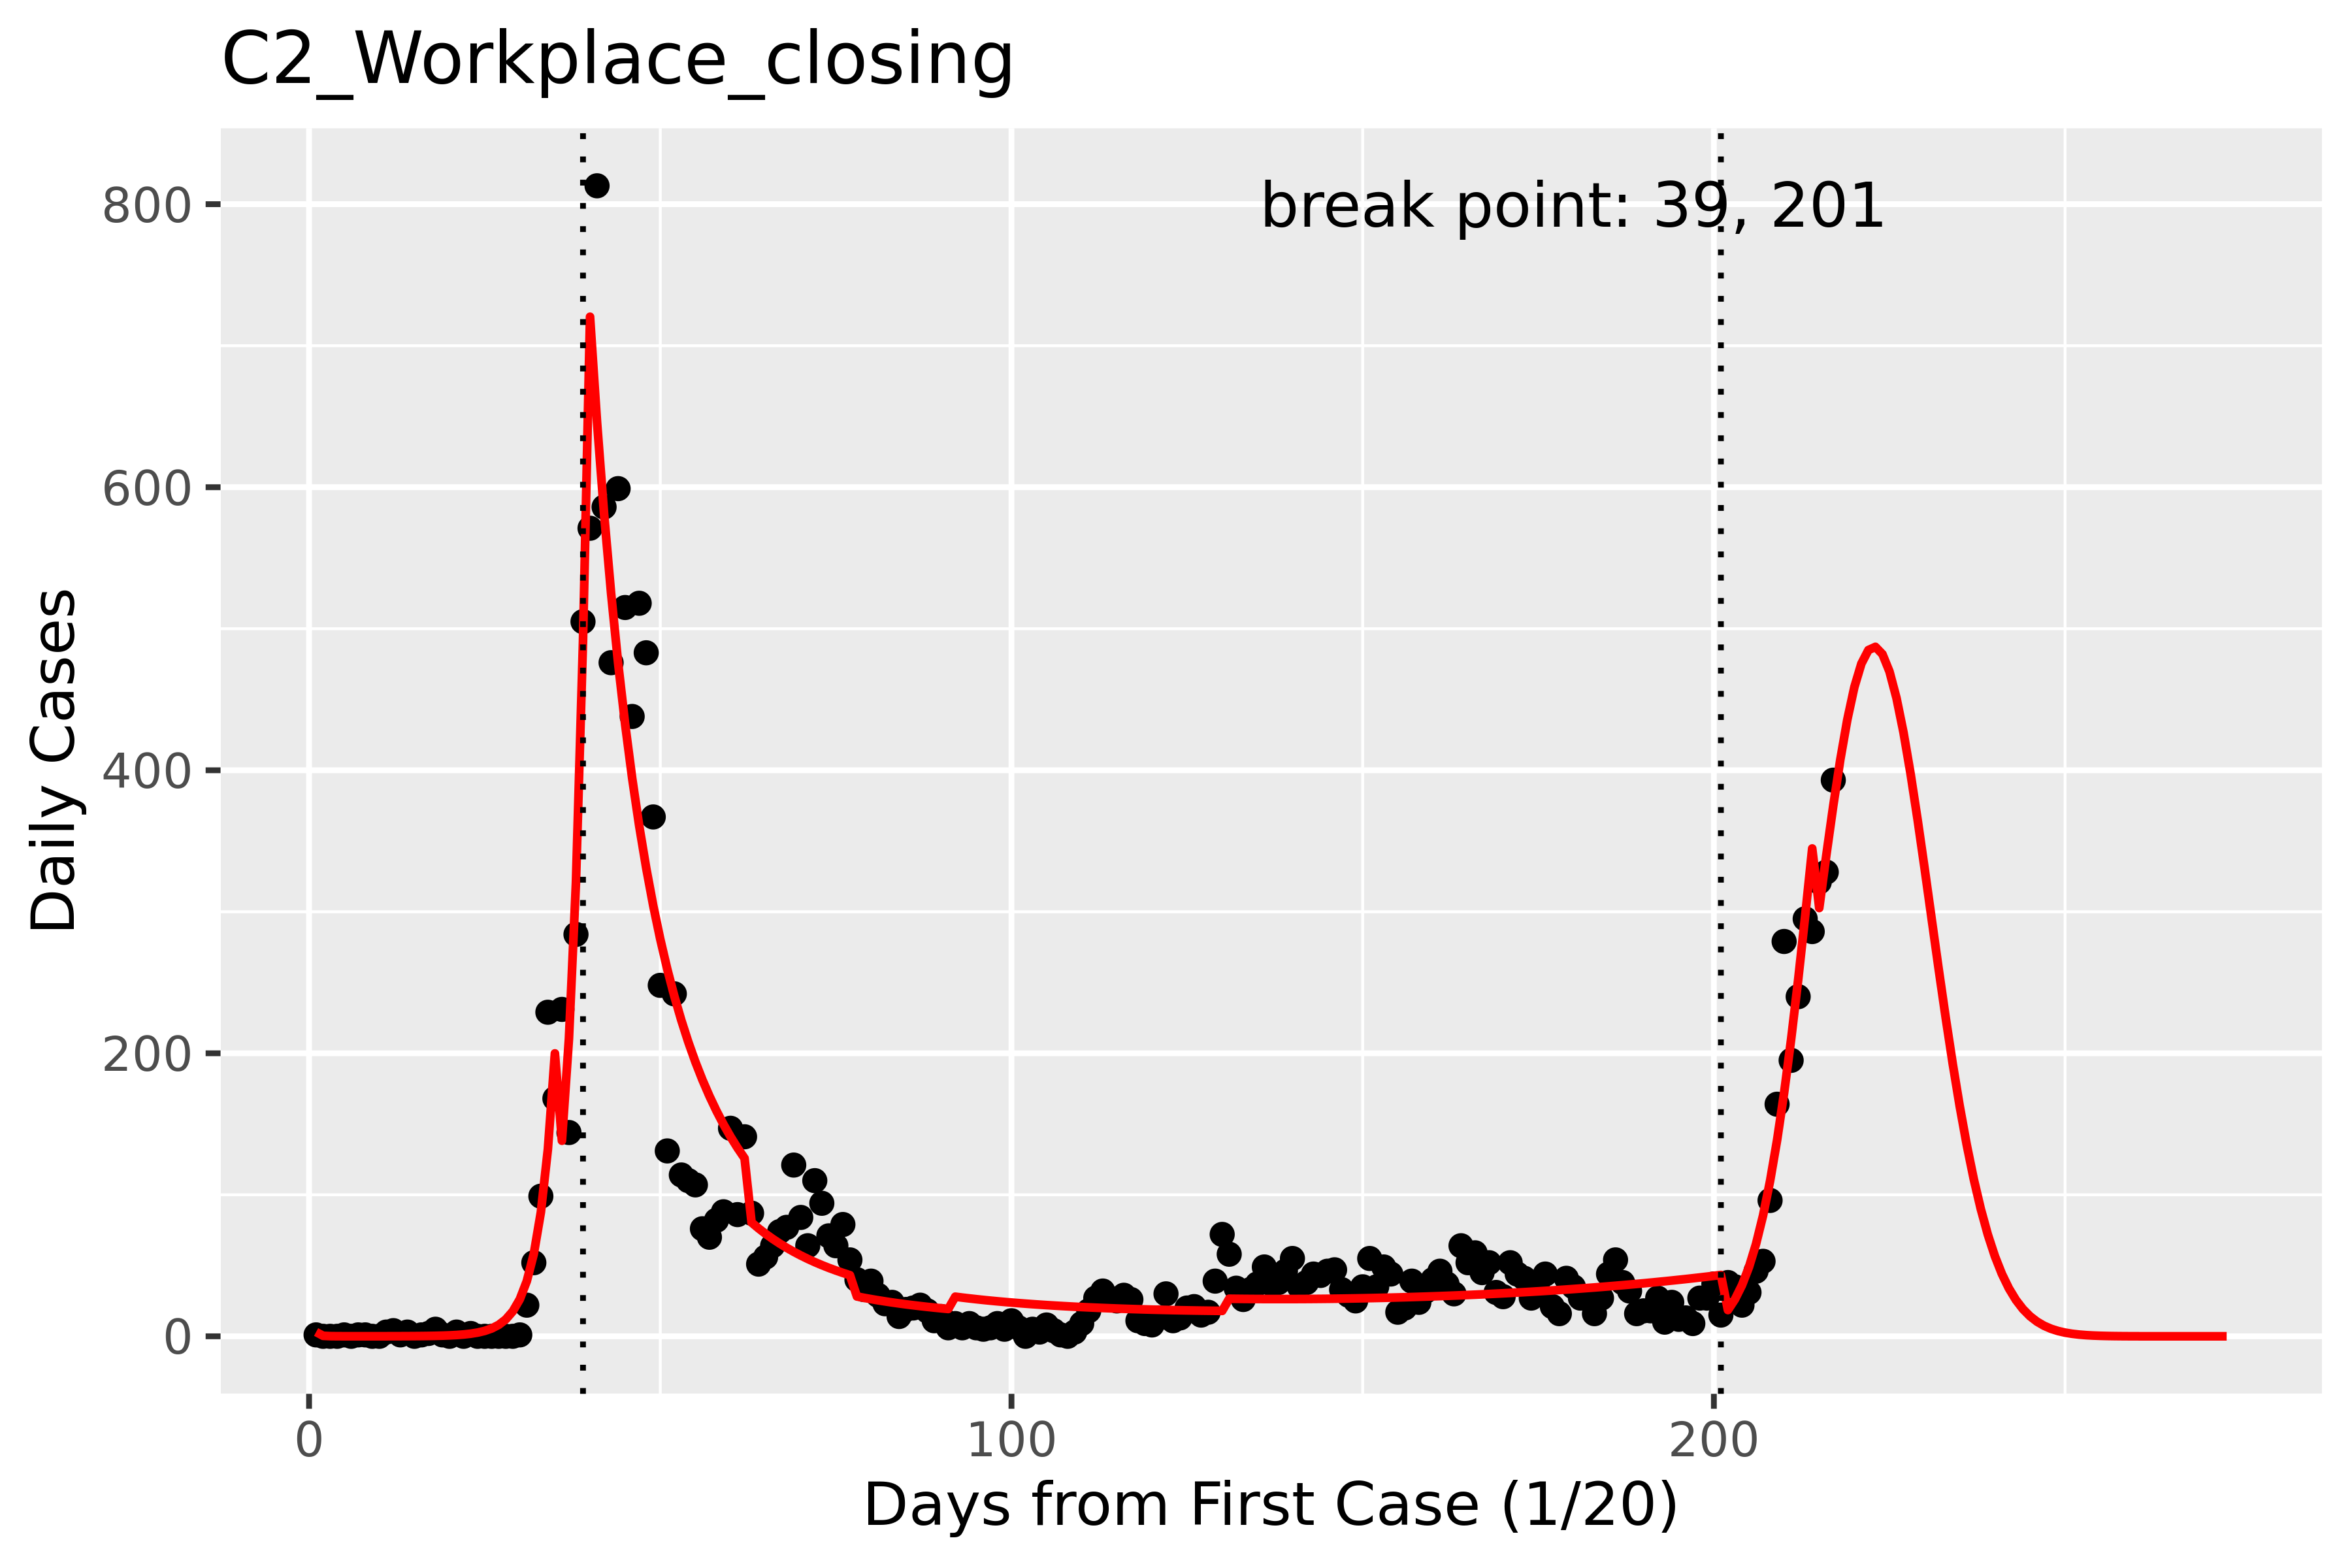 C2_Workplace_closing
break point: 39, 201
Daily Cases
800
600
400
200
0
0 100 200
Days from First Case (1/20)